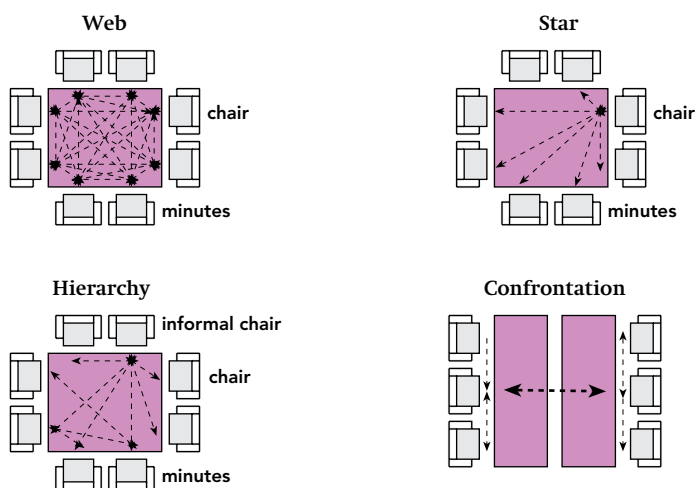 Web
chair
minutes
Star
chair
minutes
Hierarchy
informal chair
chair
minutes
Confrontation